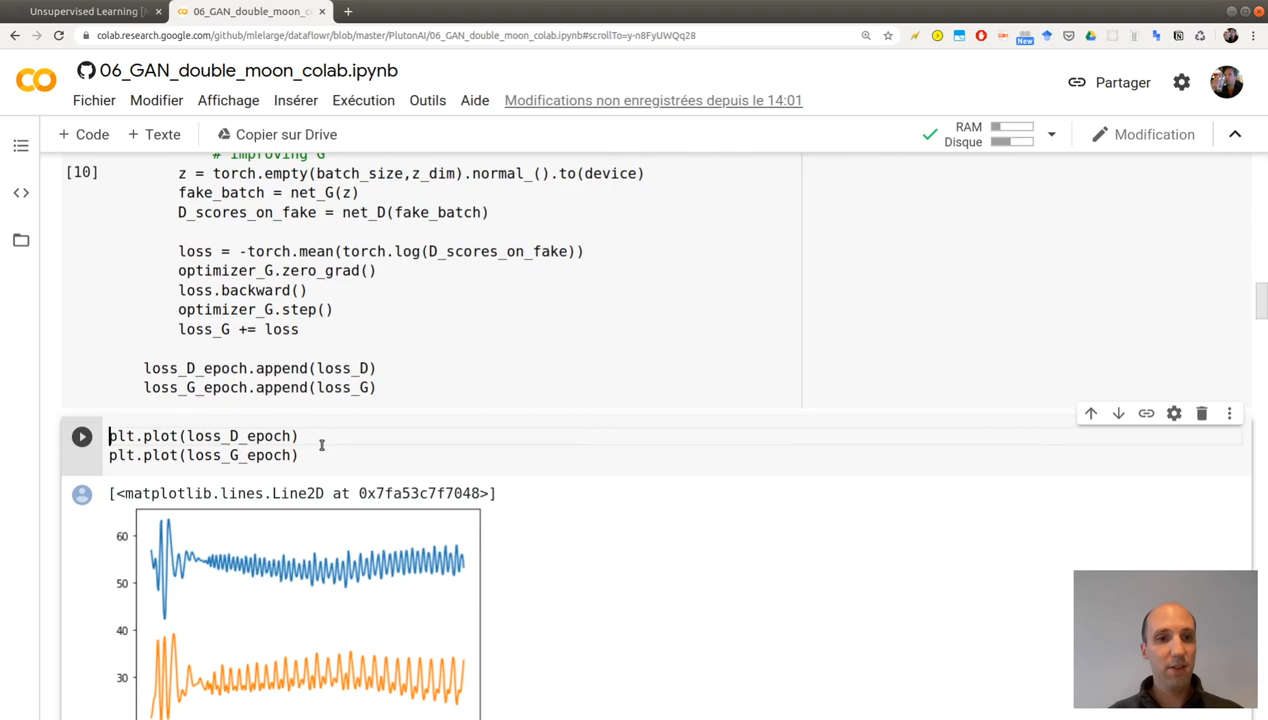 Unsupervised Learning [
06_GAN_double_moon_c
colab.research.google.com/github/mlelarge/dataflowr/blob/master/PlutonAI/06_GAN_double_moon_colab.ipynb#scrollTo=y-n8FyUWQq28
New
06_GAN_double_moon_colab.ipynb
Partager
Fichier Modifier Affichage Insérer Exécution Outils Aide Modifications non enregistrées depuis le 14:01
+ Code + Texte Copier sur Drive
RAM
Disque
Modification
# improving G
[10] z = torch.empty(batch_size,z_dim).normal_().to(device)
fake_batch = net_G(z)
D_scores_on_fake = net_D(fake_batch)
loss = -torch.mean(torch.log(D_scores_on_fake))
optimizer_G.zero_grad()
loss.backward()
optimizer_G.step()
loss_G += loss
loss_D_epoch.append(loss_D)
loss_G_epoch.append(loss_G)
plt.plot(loss_D_epoch)
plt.plot(loss_G_epoch)
[<matplotlib.lines.Line2D at 0x7fa53c7f7048>]
60
50
40
30